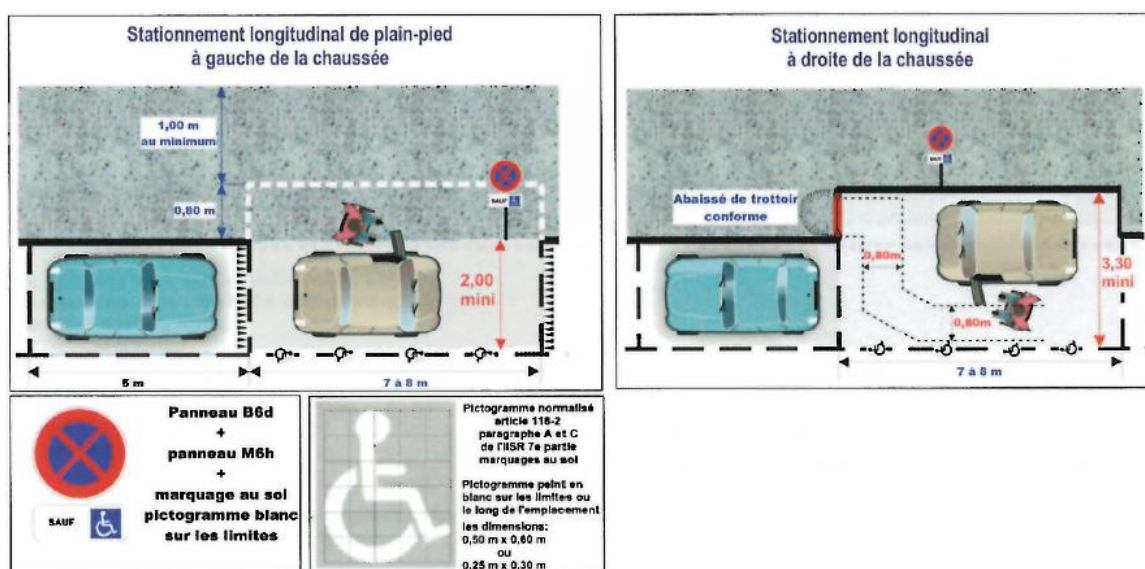 Stationnement longitudinal de plain-pied
à gauche de la chaussée
1,00 m
au minimum
0,80 m
SAUF
2,00
mini
5 m
7 à 8 m
Stationnement longitudinal
à droite de la chaussée
SAUF
Abaissé de trottoir
conforme
0,80m
0,80m
3,30
mini
7 à 8 m
Panneau B6d
+
panneau M6h
+
marquage au sol
pictogramme blanc
sur les limites
SAUF
Pictogramme normalisé
article 118-2
paragraphe A et C
de l'IISR 7e partie
marquages au sol
Pictogramme peint en
blanc sur les limites ou
le long de l'emplacement
les dimensions:
0,50 m x 0,60 m
ou
0,25 m x 0,30 m